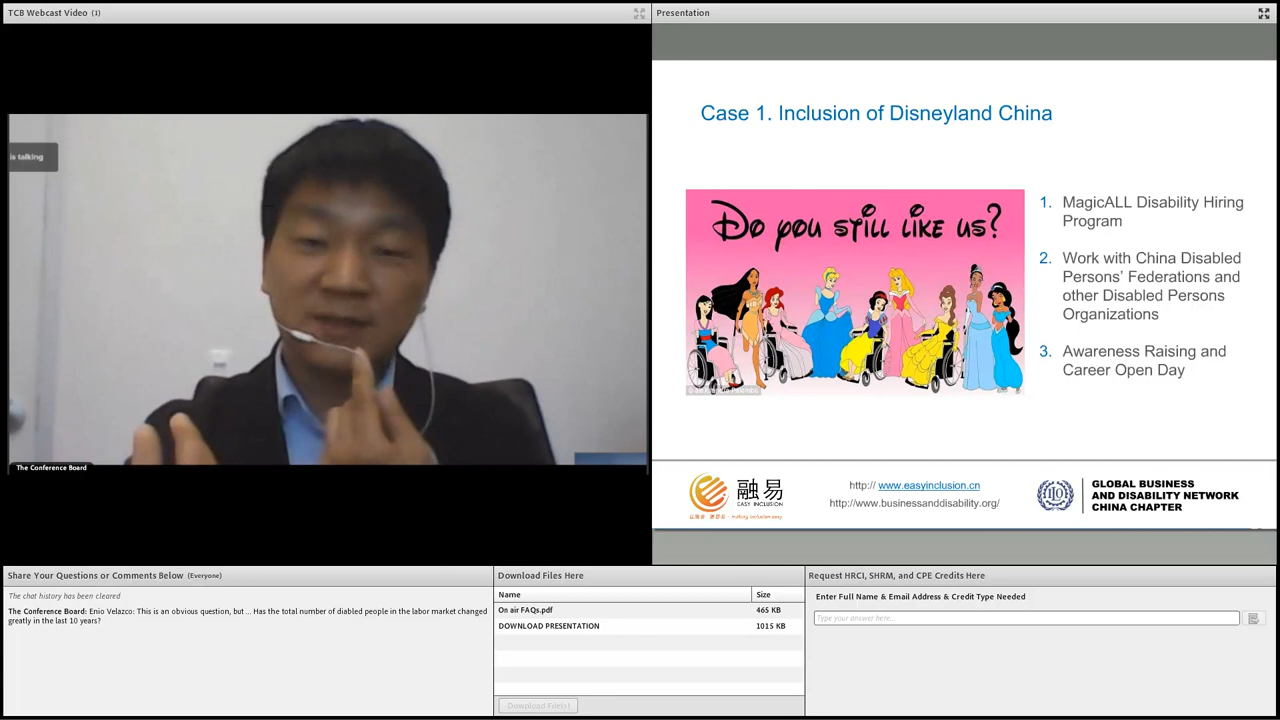 TCB Webcast Video (1)
is talking
The Conference Board
Presentation
Case 1. Inclusion of Disneyland China
Do you still like us?
1. MagicALL Disability Hiring
Program
2. Work with China Disabled
Persons' Federations and
other Disabled Persons
Organizations
3. Awareness Raising and
Career Open Day
融易
EASY INCLUSION
making inclusion easy
http:// www.easyinclusion.cn
http://www.businessanddisability.org/
GLOBAL BUSINESS
AND DISABILITY NETWORK
CHINA CHAPTER
Share Your Questions or Comments Below (Everyone)
The chat history has been cleared
The Conference Board: Enio Velazco: This is an obvious question, but ... Has the total number of diabled people in the labor market changed
greatly in the last 10 years?
Download Files Here
Name Size
On air FAQs.pdf 465 KB
DOWNLOAD PRESENTATION 1015 KB
Download File(s)
Request HRCI, SHRM, and CPE Credits Here
Enter Full Name & Email Address & Credit Type Needed
Type your answer here...